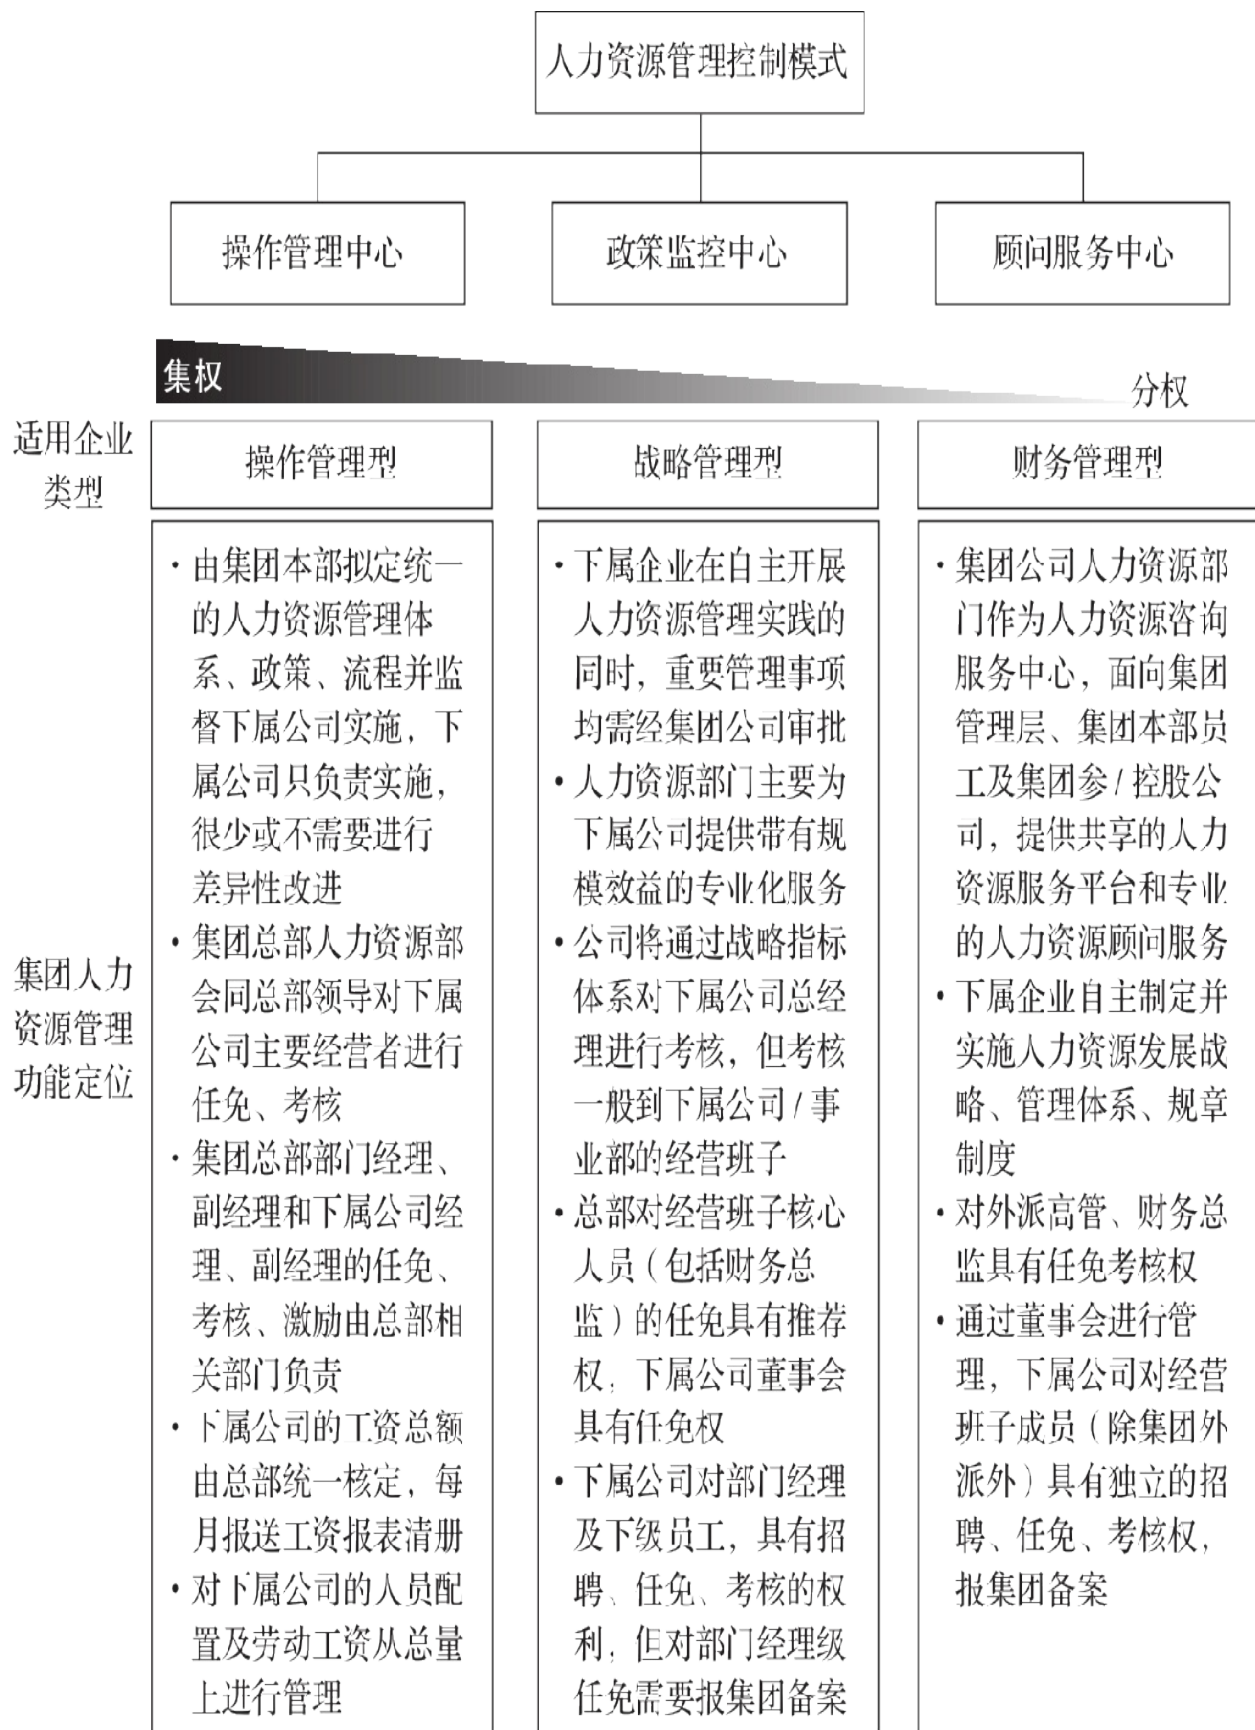 人力资源管理控制模式
操作管理中心
政策监控中心
顾问服务中心
集权
分权
适用企业
类型
操作管理型
战略管理型
财务管理型
集团人力
资源管理
功能定位
·由集团本部拟定统一
的人力资源管理体
系、政策、流程并监
督下属公司实施，下
属公司只负责实施，
很少或不需要进行
差异性改进
·集团总部人力资源部
会同总部领导对下属
公司主要经营者进行
任免、考核
·集团总部部门经理、
副经理和下属公司经
理、副经理的任免、
考核、激励由总部相
关部门负责
·下属公司的工资总额
由总部统一核定，每
月报送工资报表清册
·对下属公司的人员配
置及劳动工资从总量
上进行管理
·下属企业在自主开展
人力资源管理实践的
同时，重要管理事项
均需经集团公司审批
·人力资源部门主要为
下属公司提供带有规
模效益的专业化服务
·公司将通过战略指标
体系对下属公司总经
理进行考核，但考核
一般到下属公司/事
业部的经营班子
·总部对经营班子核心
人员（包括财务总
监）的任免具有推荐
权，下属公司董事会
具有任免权
·下属公司对部门经理
及下级员工，具有招
聘、任免、考核的权
利，但对部门经理级
任免需要报集团备案
·集团公司人力资源部
门作为人力资源咨询
服务中心，面向集团
管理层、集团本部员
工及集团参/控股公
司，提供共享的人力
资源服务平台和专业
的人力资源顾问服务
·下属企业自主制定并
实施人力资源发展战
略、管理体系、规章
制度
·对外派高管、财务总
监具有任免考核权
·通过董事会进行管
理，下属公司对经营
班子成员（除集团外
派外）具有独立的招
聘、任免、考核权，
报集团备案